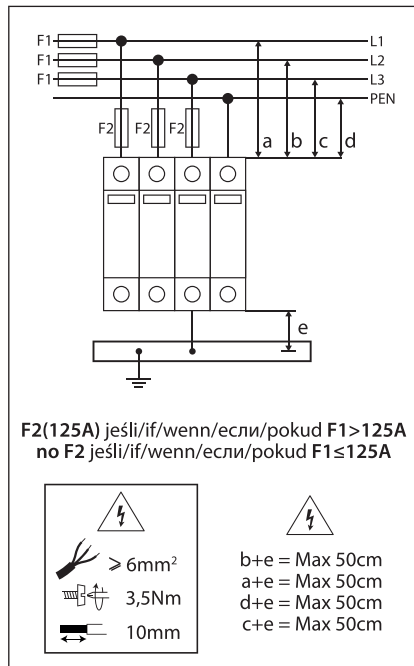 F1 L1
F1 L2
F1 L3
PEN
F2 F2 F2
a b c d
e
F2(125A) jeśli/if/wenn/если/pokud F1>125A
no F2 jeśli/if/wenn/если/pokud F1≤125A
⩾ 6mm²
3,5Nm
10mm
b+e = Max 50cm
a+e = Max 50cm
d+e = Max 50cm
c+e = Max 50cm